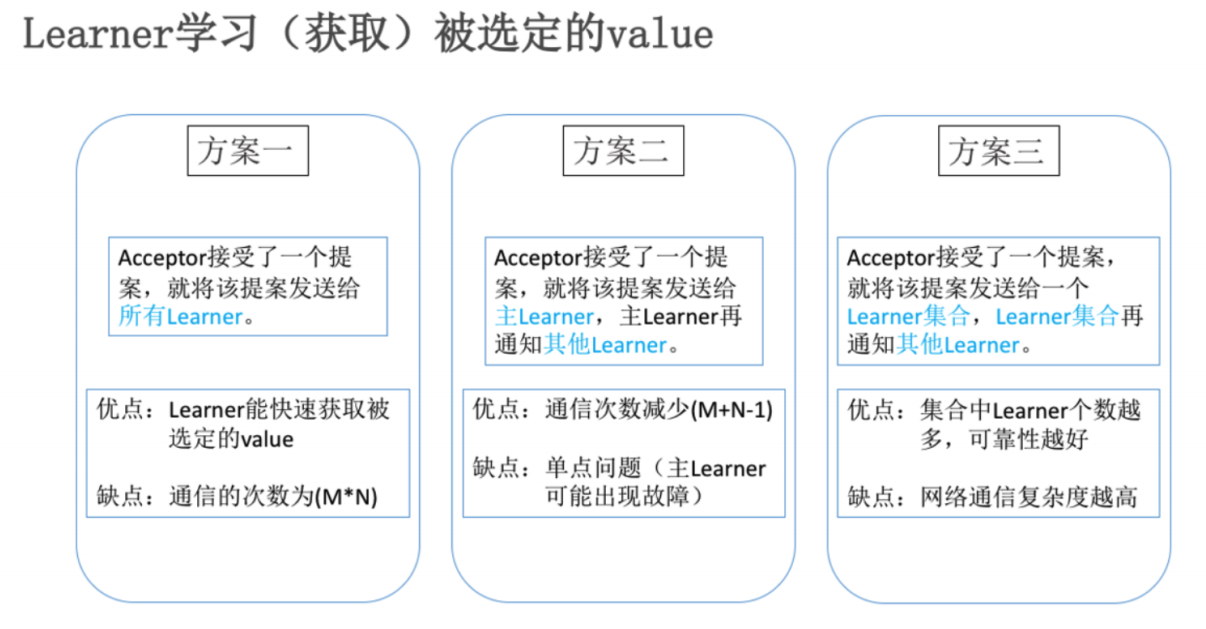 Learner学习（获取）被选定的value
方案一
Acceptor接受了一个提
案，就将该提案发送给
所有Learner。
优点：Learner能快速获取被
选定的value
缺点：通信的次数为(M*N)
方案二
Acceptor接受了一个提
案，就将该提案发送给
主Learner，主Learner再
通知其他Learner。
优点：通信次数减少(M+N-1)
缺点：单点问题（主Learner
可能出现故障）
方案三
Acceptor接受了一个提案，
就将该提案发送给一个
Learner集合，Learner集合再
通知其他Learner。
优点：集合中Learner个数越
多，可靠性越好
缺点：网络通信复杂度越高